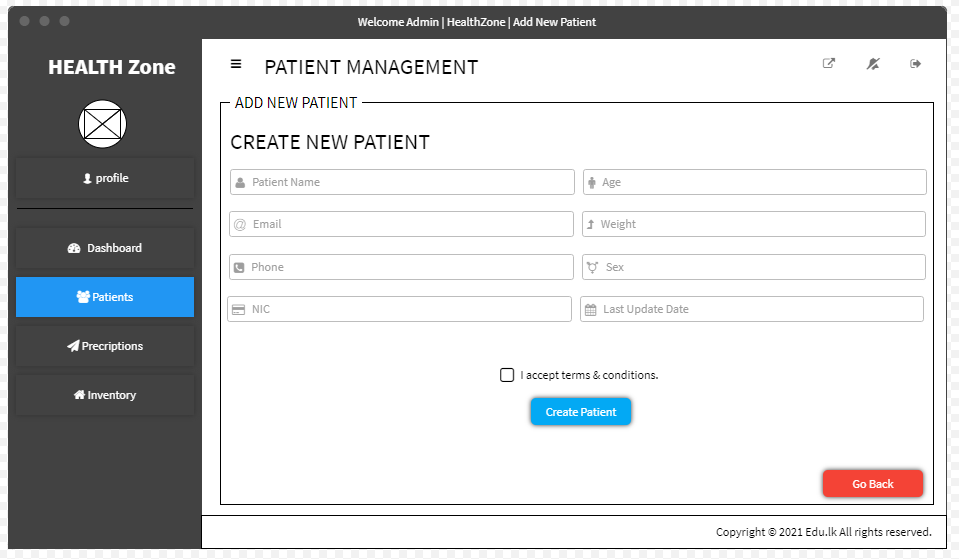 Welcome Admin | HealthZone | Add New Patient
HEALTH Zone
profile
Dashboard
Patients
Precriptions
Inventory
PATIENT MANAGEMENT
ADD NEW PATIENT
CREATE NEW PATIENT
Patient Name
Age
Email
Weight
Phone
Sex
NIC
Last Update Date
I accept terms & conditions.
Create Patient
Go Back
Copyright © 2021 Edu.lk All rights reserved.